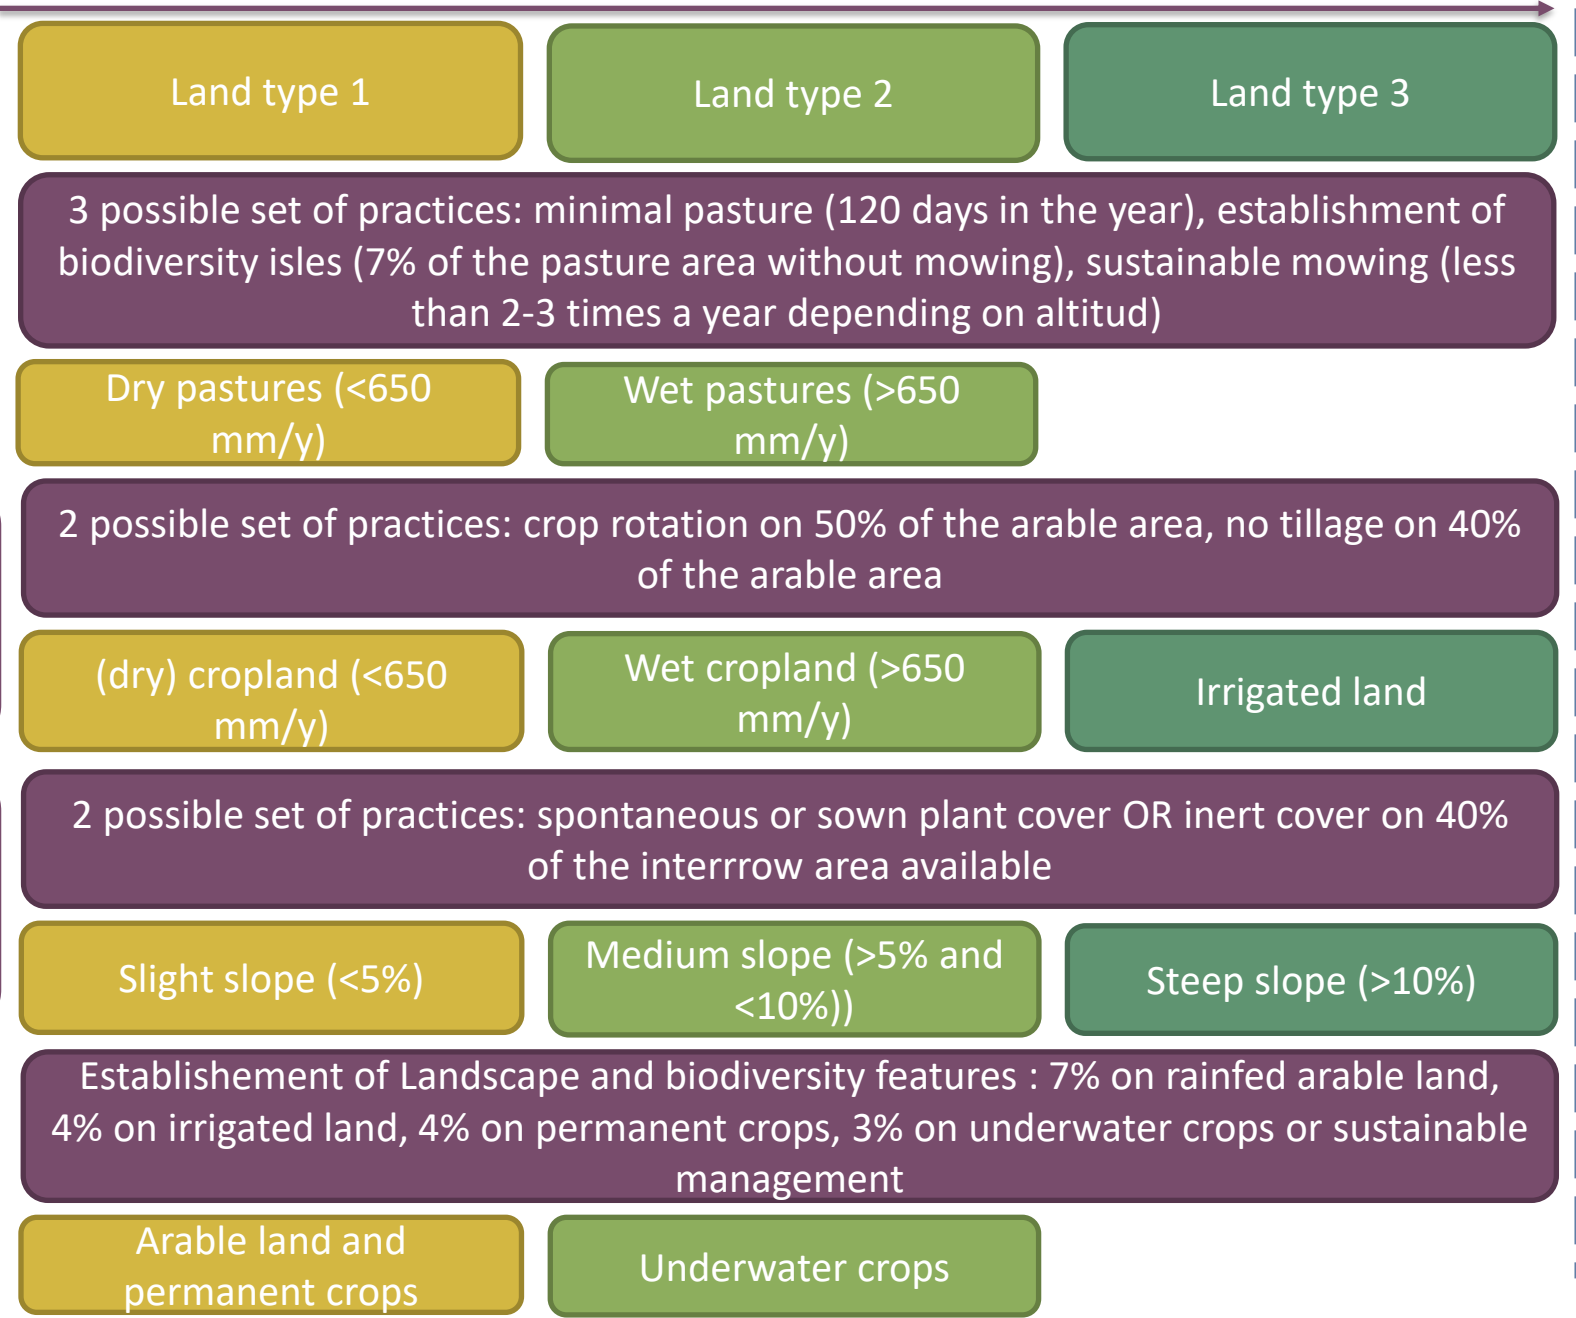 Land type 1
Land type 2
Land type 3
3 possible set of practices: minimal pasture (120 days in the year), establishment of
biodiversity isles (7% of the pasture area without mowing), sustainable mowing (less
than 2-3 times a year depending on altitud)
Dry pastures (<650
mm/y)
Wet pastures (>650
mm/y)
2 possible set of practices: crop rotation on 50% of the arable area, no tillage on 40%
of the arable area
(dry) cropland (<650
mm/y)
Wet cropland (>650
mm/y)
Irrigated land
2 possible set of practices: spontaneous or sown plant cover OR inert cover on 40%
of the interrrow area available
Slight slope (<5%)
Medium slope (>5% and
<10%))
Steep slope (>10%)
Establishement of Landscape and biodiversity features : 7% on rainfed arable land,
4% on irrigated land, 4% on permanent crops, 3% on underwater crops or sustainable
management
Arable land and
permanent crops
Underwater crops